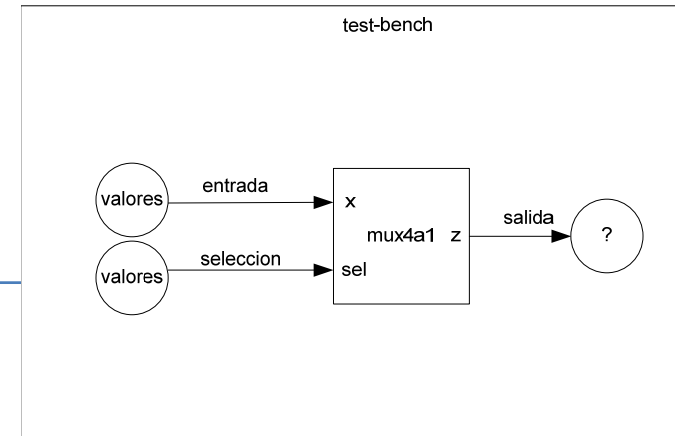 test-bench
valores
entrada
x
mux4a1
z
salida
?
valores
seleccion
sel